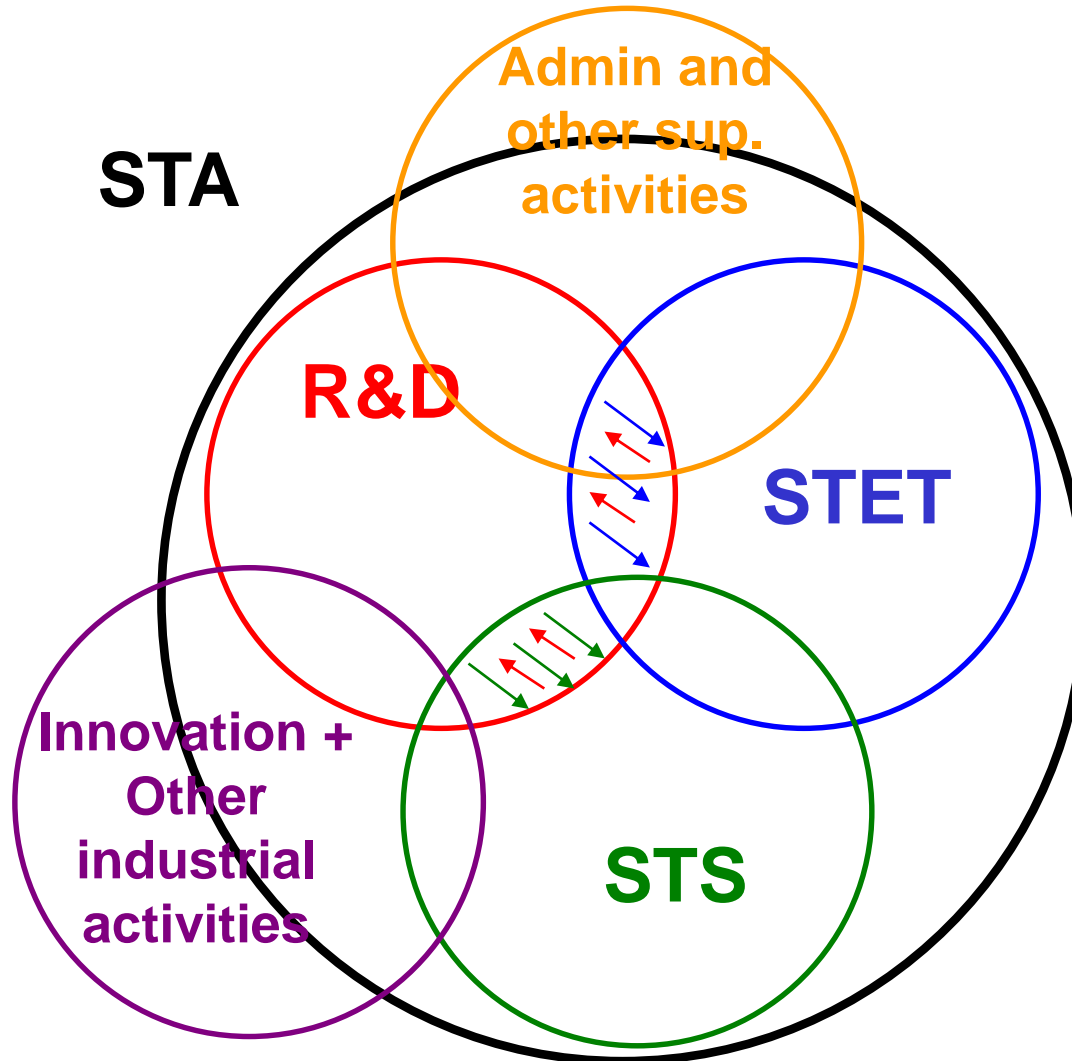 Admin and
other sup.
activities
STA
R&D
STET
Innovation +
Other
industrial
activities
STS